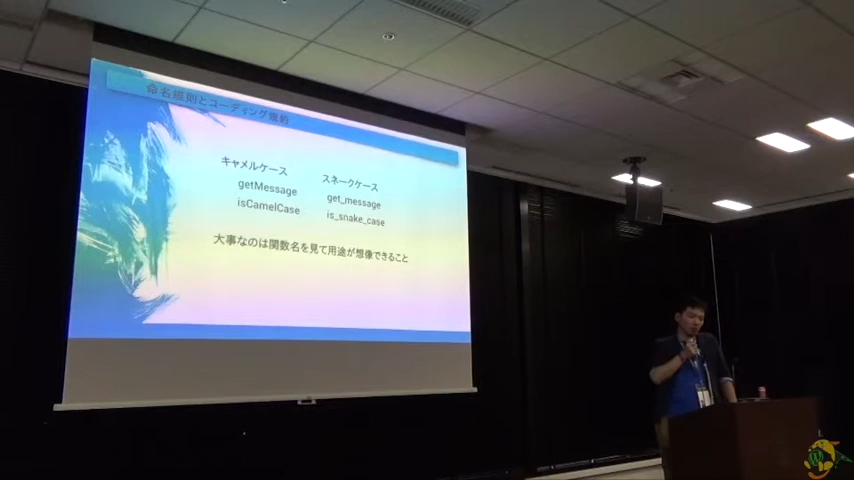 命名規則とコーディング規約
キャメルケース
getMessage
isCamelCase
スネークケース
get_message
is_snake_case
大事なのは関数名を見て用途が想像できること